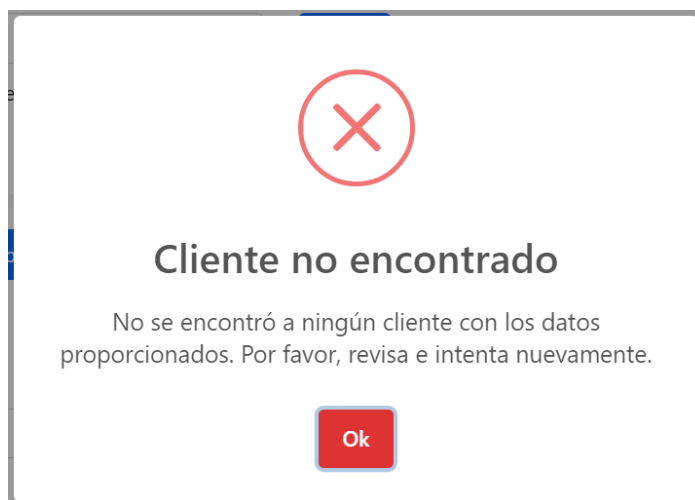 Cliente no encontrado
No se encontró a ningún cliente con los datos
proporcionados. Por favor, revisa e intenta nuevamente.
Ok